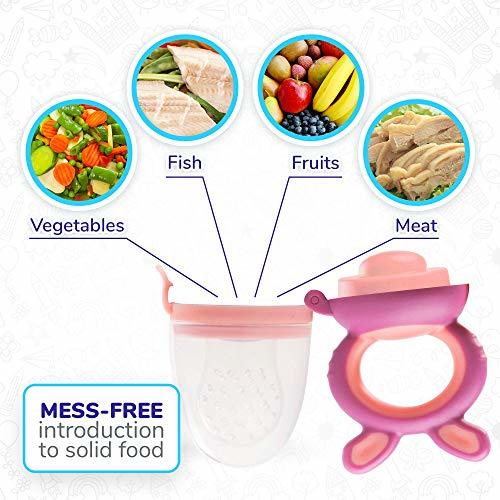 Vegetables
Fish
Fruits
Meat
MESS-FREE
introduction
to solid food